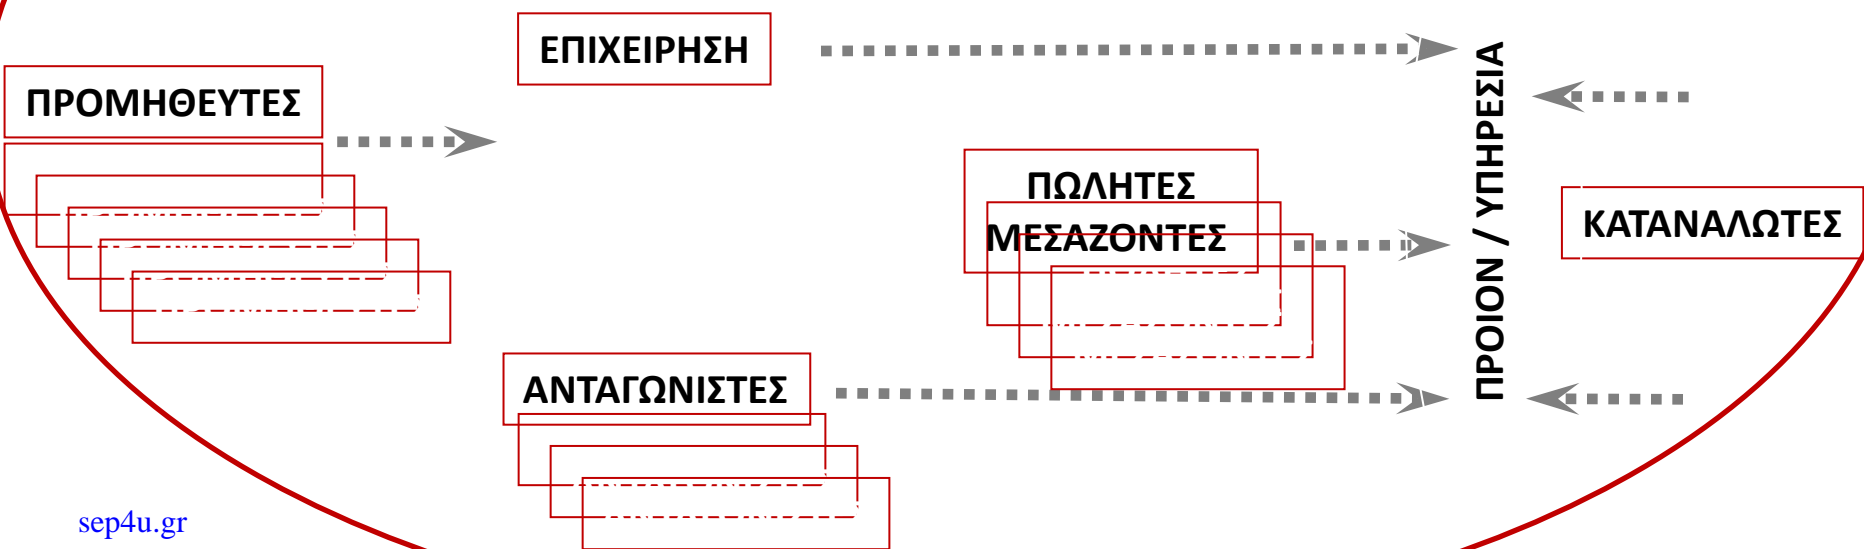 ΕΠΙΧΕΙΡΗΣΗ
ΠΡΟΜΗΘΕΥΤΕΣ
ΠΩΛΗΤΕΣ
ΜΕΣΑΖΟΝΤΕΣ
ΠΡΟΙΟΝ / ΥΠΗΡΕΣΙΑ
ΚΑΤΑΝΑΛΩΤΕΣ
ΑΝΤΑΓΩΝΙΣΤΕΣ
sep4u.gr